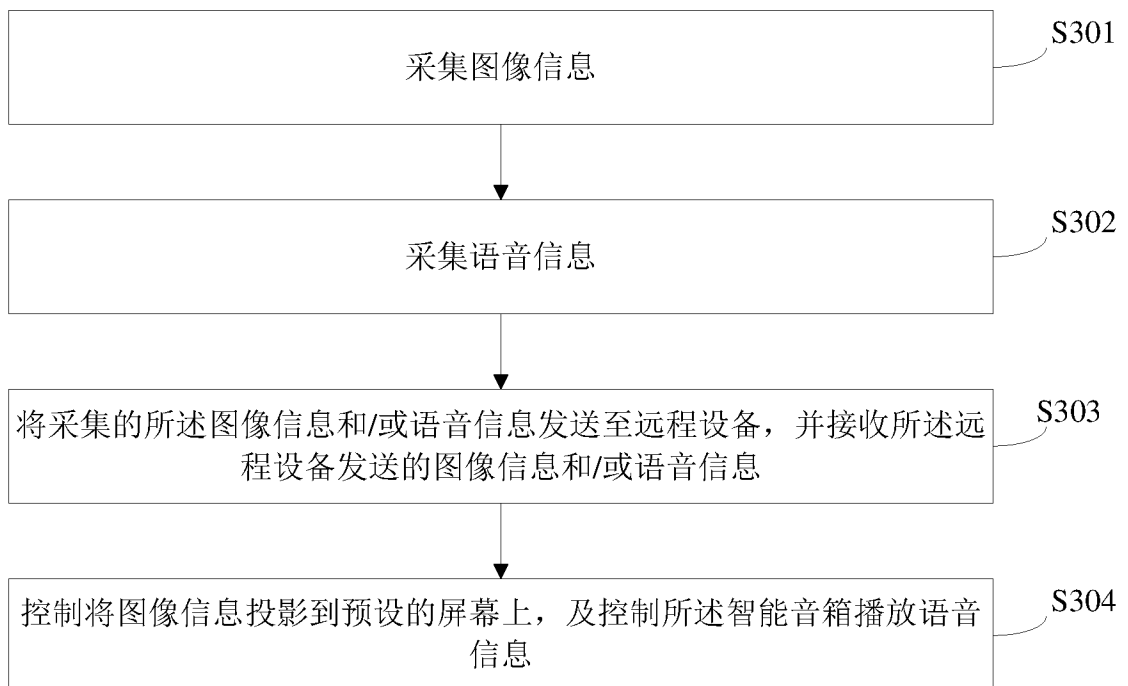 S301
采集图像信息
S302
采集语音信息
S303
将采集的所述图像信息和/或语音信息发送至远程设备，并接收所述远
程设备发送的图像信息和/或语音信息
S304
控制将图像信息投影到预设的屏幕上，及控制所述智能音箱播放语音
信息